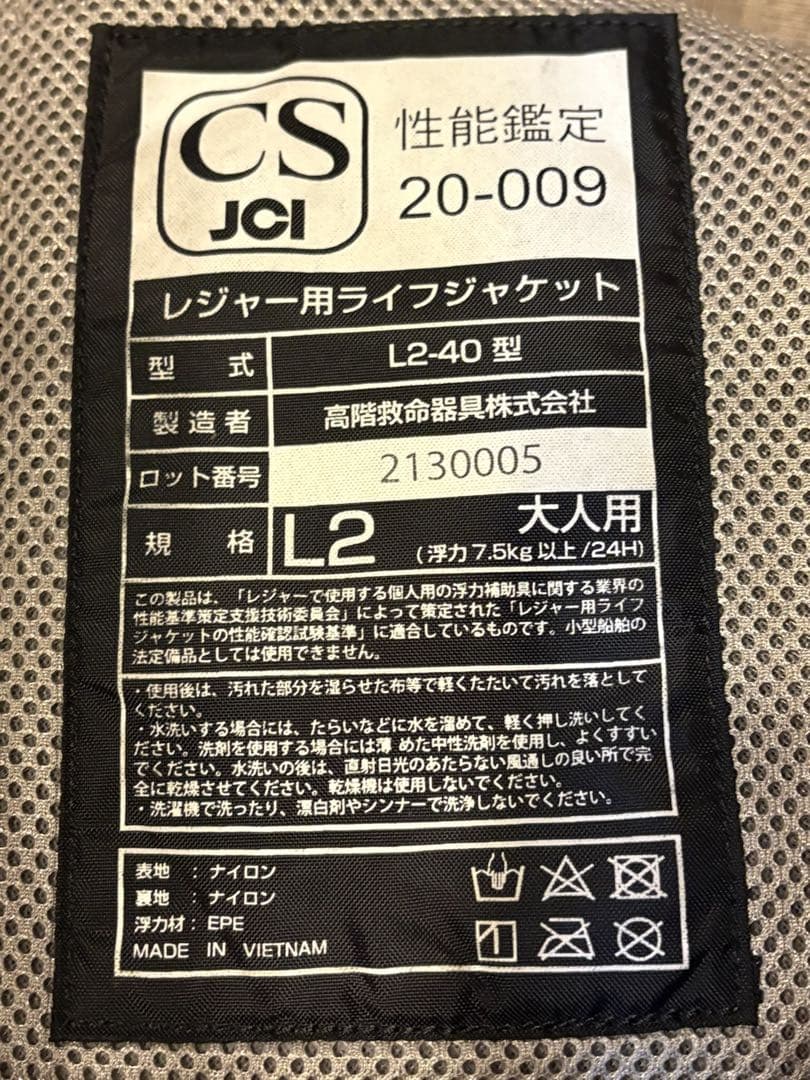 CS
JCI
性能鑑定
20-009
レジャー用ライフジャケット
型 式 L2-40 型
製造者 高階救命器具株式会社
ロット番号 2130005
規 格 L2 大人用
(浮力 7.5kg 以上 /24H)
この製品は、「レジャーで使用する個人用の浮力補助具に関する業界の
性能基準策定支援技術委員会」によって策定された「レジャー用ライフ
ジャケットの性能確認試験基準」に適合しているものです。小型船舶の
法定備品としては使用できません。
・使用後は、汚れた部分を湿らせた布等で軽くたたいて汚れを落として
ください。
・水洗いする場合には、たらいなどに水を溜めて、軽く押し洗いしてく
ださい。洗剤を使用する場合には薄 めた中性洗剤を使用し、よくすすい
でください。水洗いの後は、直射日光のあたらない風通しの良い所で完
全に乾燥させてください。乾燥機は使用しないでください。
・洗濯機で洗ったり、漂白剤やシンナーで洗浄しないでください。
表地 : ナイロン
裏地 : ナイロン
浮力材 : EPE
MADE IN VIETNAM